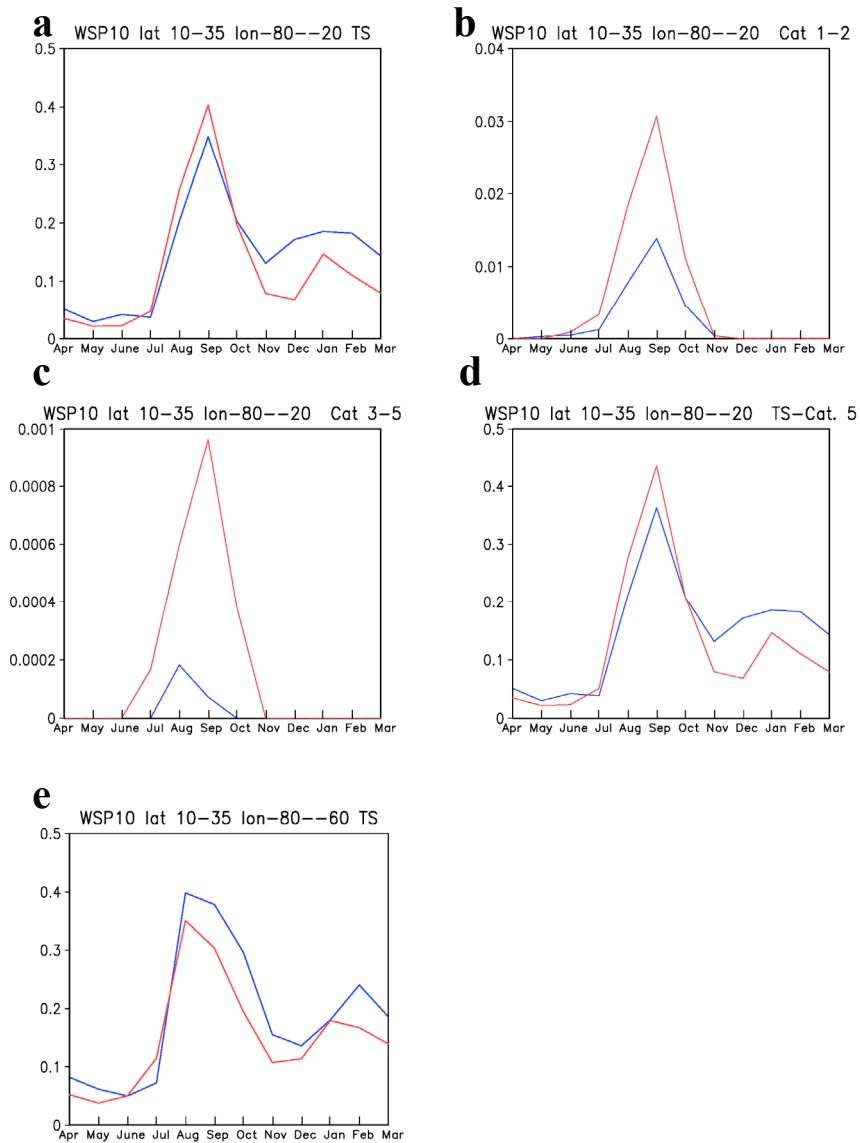 a
WSP10 lat 10-35 lon-80--20 TS
0.5
0.4
0.3
0.2
0.1
0
Apr May June Jul Aug Sep Oct Nov Dec Jan Feb Mar
b
WSP10 lat 10-35 lon-80--20 Cat 1-2
0.04
0.03
0.02
0.01
0
Apr May June Jul Aug Sep Oct Nov Dec Jan Feb Mar
c
WSP10 lat 10-35 lon-80--20 Cat 3-5
0.001
0.0008
0.0006
0.0004
0.0002
0
Apr May June Jul Aug Sep Oct Nov Dec Jan Feb Mar
d
WSP10 lat 10-35 lon-80--20 TS-Cat. 5
0.5
0.4
0.3
0.2
0.1
0
Apr May June Jul Aug Sep Oct Nov Dec Jan Feb Mar
e
WSP10 lat 10-35 lon-80--60 TS
0.5
0.4
0.3
0.2
0.1
0
Apr May Jun Jul Aug Sep Oct Nov Dec Jan Feb Mar